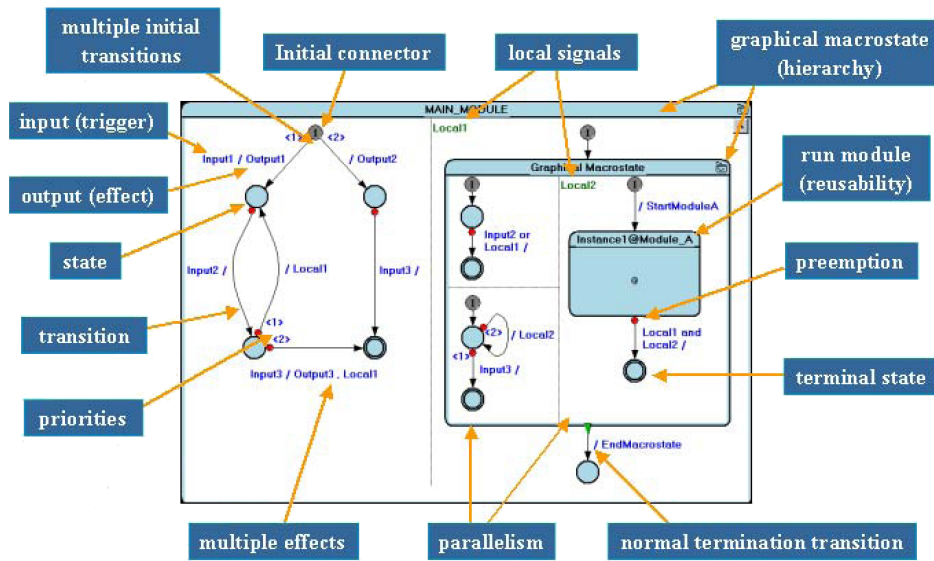 multiple initial
transitions
Initial connector
local signals
graphical macrostate
(hierarchy)
input (trigger)
output (effect)
state
transition
priorities
multiple effects
parallelism
normal termination transition
run module
(reusability)
preemption
terminal state
MAIN_MODULE
I
<1> <2>
Input1 / Output1
/ Output2
Input2 /
/ Local1
Input3 /
<1>
<2>
Input3 / Output3 , Local1
Local1
I
Graphical Macrostate
I
Input2 or
Local1 /
I
<2>
/ Local2
<1>
Input3 /
Local2
I
/ StartModuleA
Instance1@Module_A
@
Local1 and
Local2 /
/ EndMacrostate